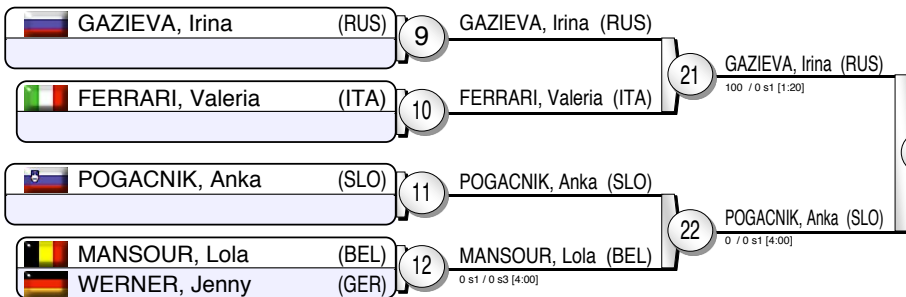 GAZIEVA, Irina (RUS)
9
GAZIEVA, Irina (RUS)
FERRARI, Valeria (ITA)
10
FERRARI, Valeria (ITA)
21
GAZIEVA, Irina (RUS)
100 / 0 s1 [1:20]
POGACNIK, Anka (SLO)
11
POGACNIK, Anka (SLO)
22
POGACNIK, Anka (SLO)
0 / 0 s1 [4:00]
MANSOUR, Lola (BEL)
WERNER, Jenny (GER)
12
MANSOUR, Lola (BEL)
0 s1 / 0 s3 [4:00]